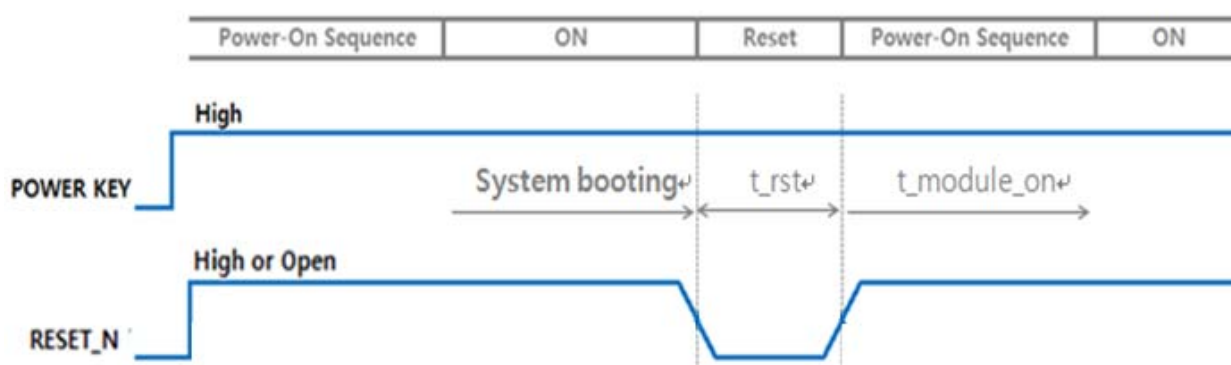 Power-On Sequence ON Reset Power-On Sequence ON
High
POWER KEY
System booting↵ t_rst↵ t_module_on↵
High or Open
RESET_N